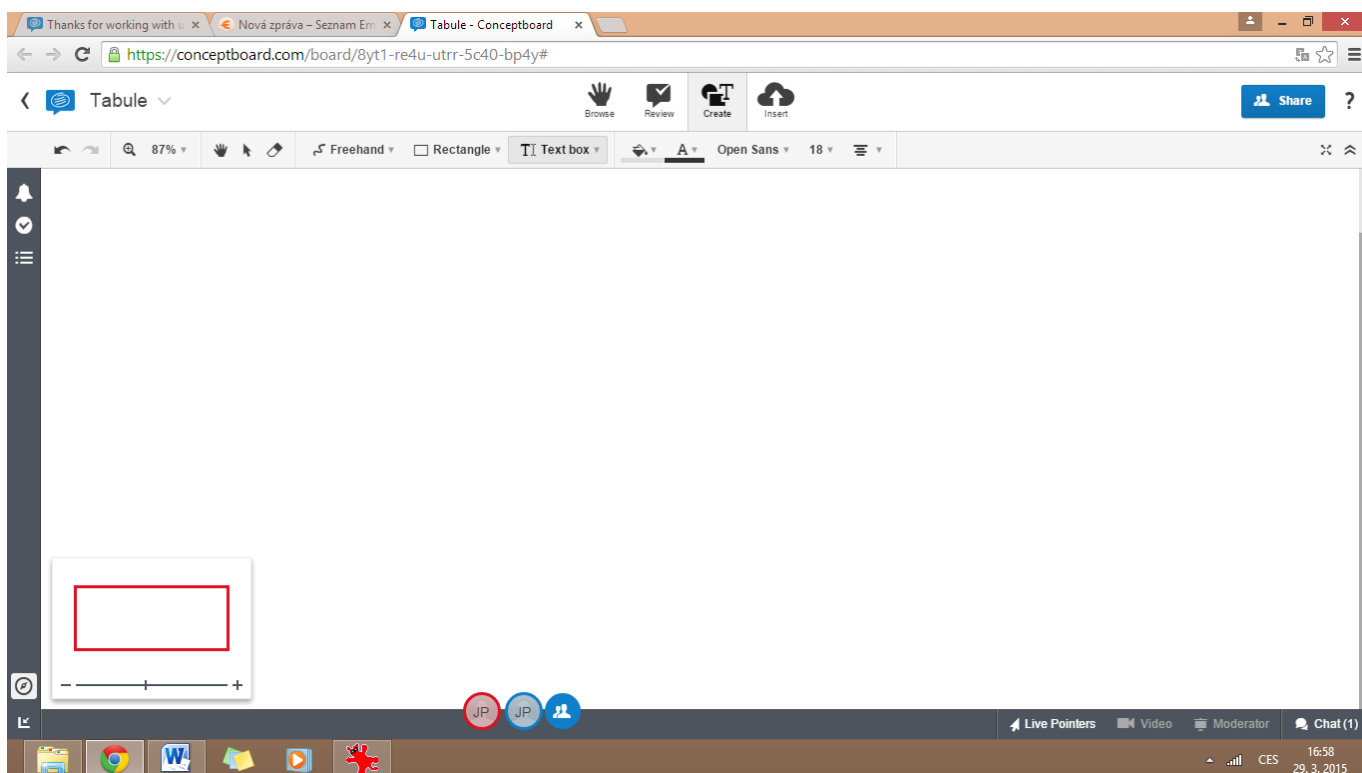 Thanks for working with u
Nová zpráva – Seznam Em
Tabule - Conceptboard
https://conceptboard.com/board/8yt1-re4u-utrr-5c40-bp4y#
Tabule
Browse
Review
Create
Insert
Share
?
87%
Freehand
Rectangle
Text box
A
Open Sans
18
JP
JP
Live Pointers
Video
Moderator
Chat (1)
W
CES
16:58
29. 3. 2015